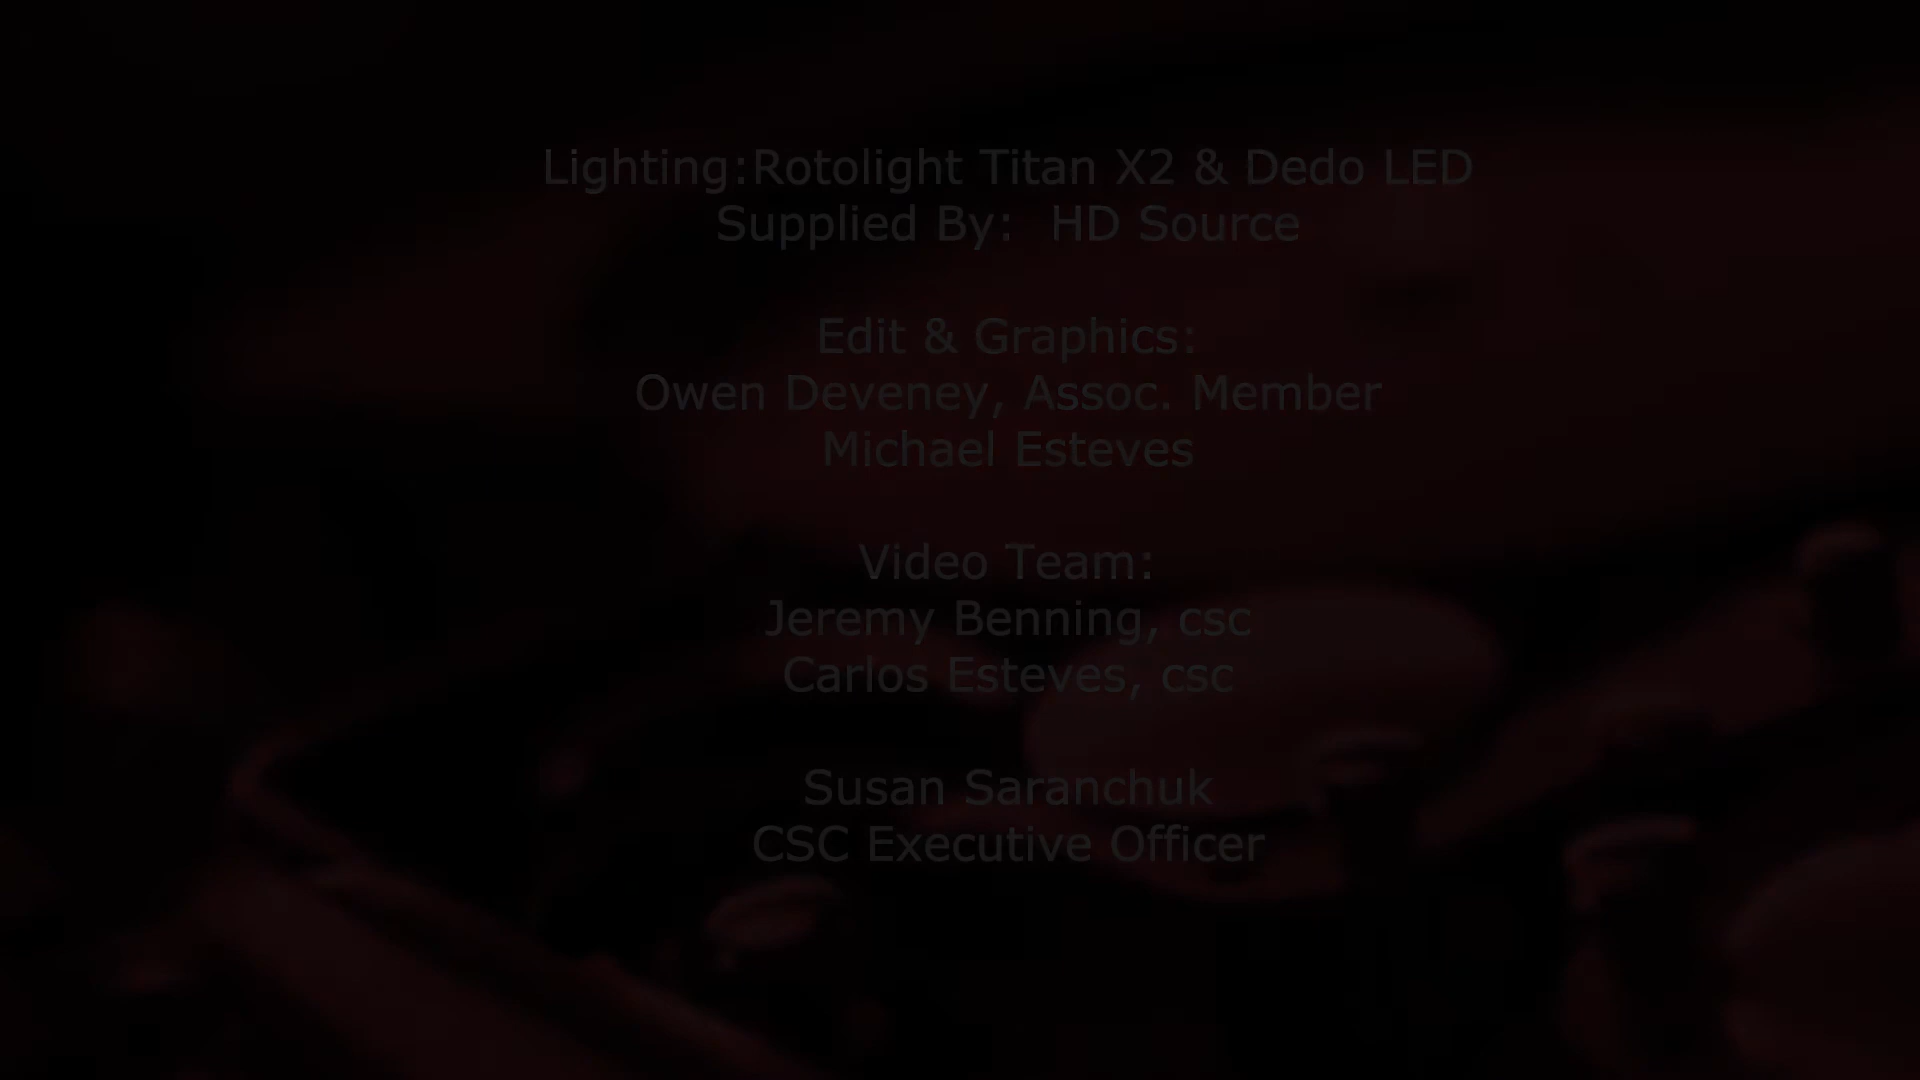 Lighting:Rotolight Titan X2 & Dedo LED
Supplied By:  HD Source
Edit & Graphics:
Owen Deveney, Assoc. Member
Michael Esteves
Video Team:
Jeremy Benning, csc
Carlos Esteves, csc
Susan Saranchuk
CSC Executive Officer